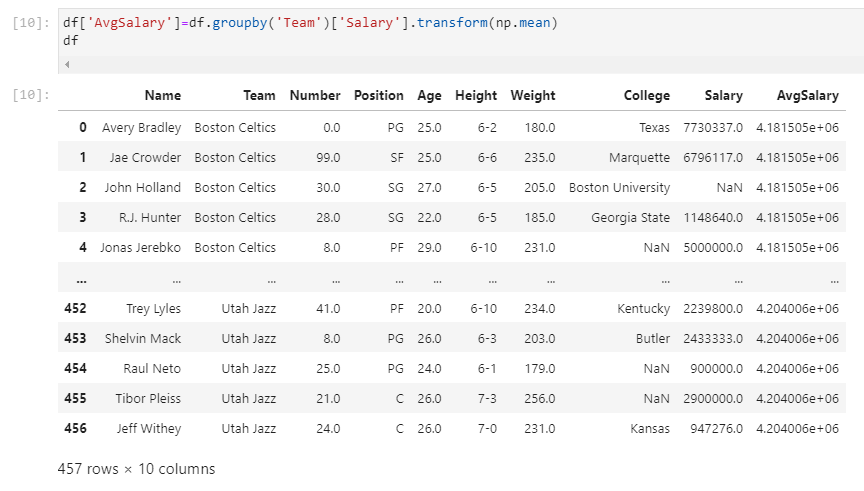 [10]: df['AvgSalary']=df.groupby('Team')['Salary'].transform(np.mean)
df
[10]:
Name Team Number Position Age Height Weight College Salary AvgSalary
0 Avery Bradley Boston Celtics 0.0 PG 25.0 6-2 180.0 Texas 7730337.0 4.181505e+06
1 Jae Crowder Boston Celtics 99.0 SF 25.0 6-6 235.0 Marquette 6796117.0 4.181505e+06
2 John Holland Boston Celtics 30.0 SG 27.0 6-5 205.0 Boston University NaN 4.181505e+06
3 R.J. Hunter Boston Celtics 28.0 SG 22.0 6-5 185.0 Georgia State 1148640.0 4.181505e+06
4 Jonas Jerebko Boston Celtics 8.0 PF 29.0 6-10 231.0 NaN 5000000.0 4.181505e+06
... ... ... ... ... ... ... ... ... ... ...
452 Trey Lyles Utah Jazz 41.0 PF 20.0 6-10 234.0 Kentucky 2239800.0 4.204006e+06
453 Shelvin Mack Utah Jazz 8.0 PG 26.0 6-3 203.0 Butler 2433333.0 4.204006e+06
454 Raul Neto Utah Jazz 25.0 PG 24.0 6-1 179.0 NaN 900000.0 4.204006e+06
455 Tibor Pleiss Utah Jazz 21.0 C 26.0 7-3 256.0 NaN 2900000.0 4.204006e+06
456 Jeff Withey Utah Jazz 24.0 C 26.0 7-0 231.0 Kansas 947276.0 4.204006e+06
457 rows × 10 columns